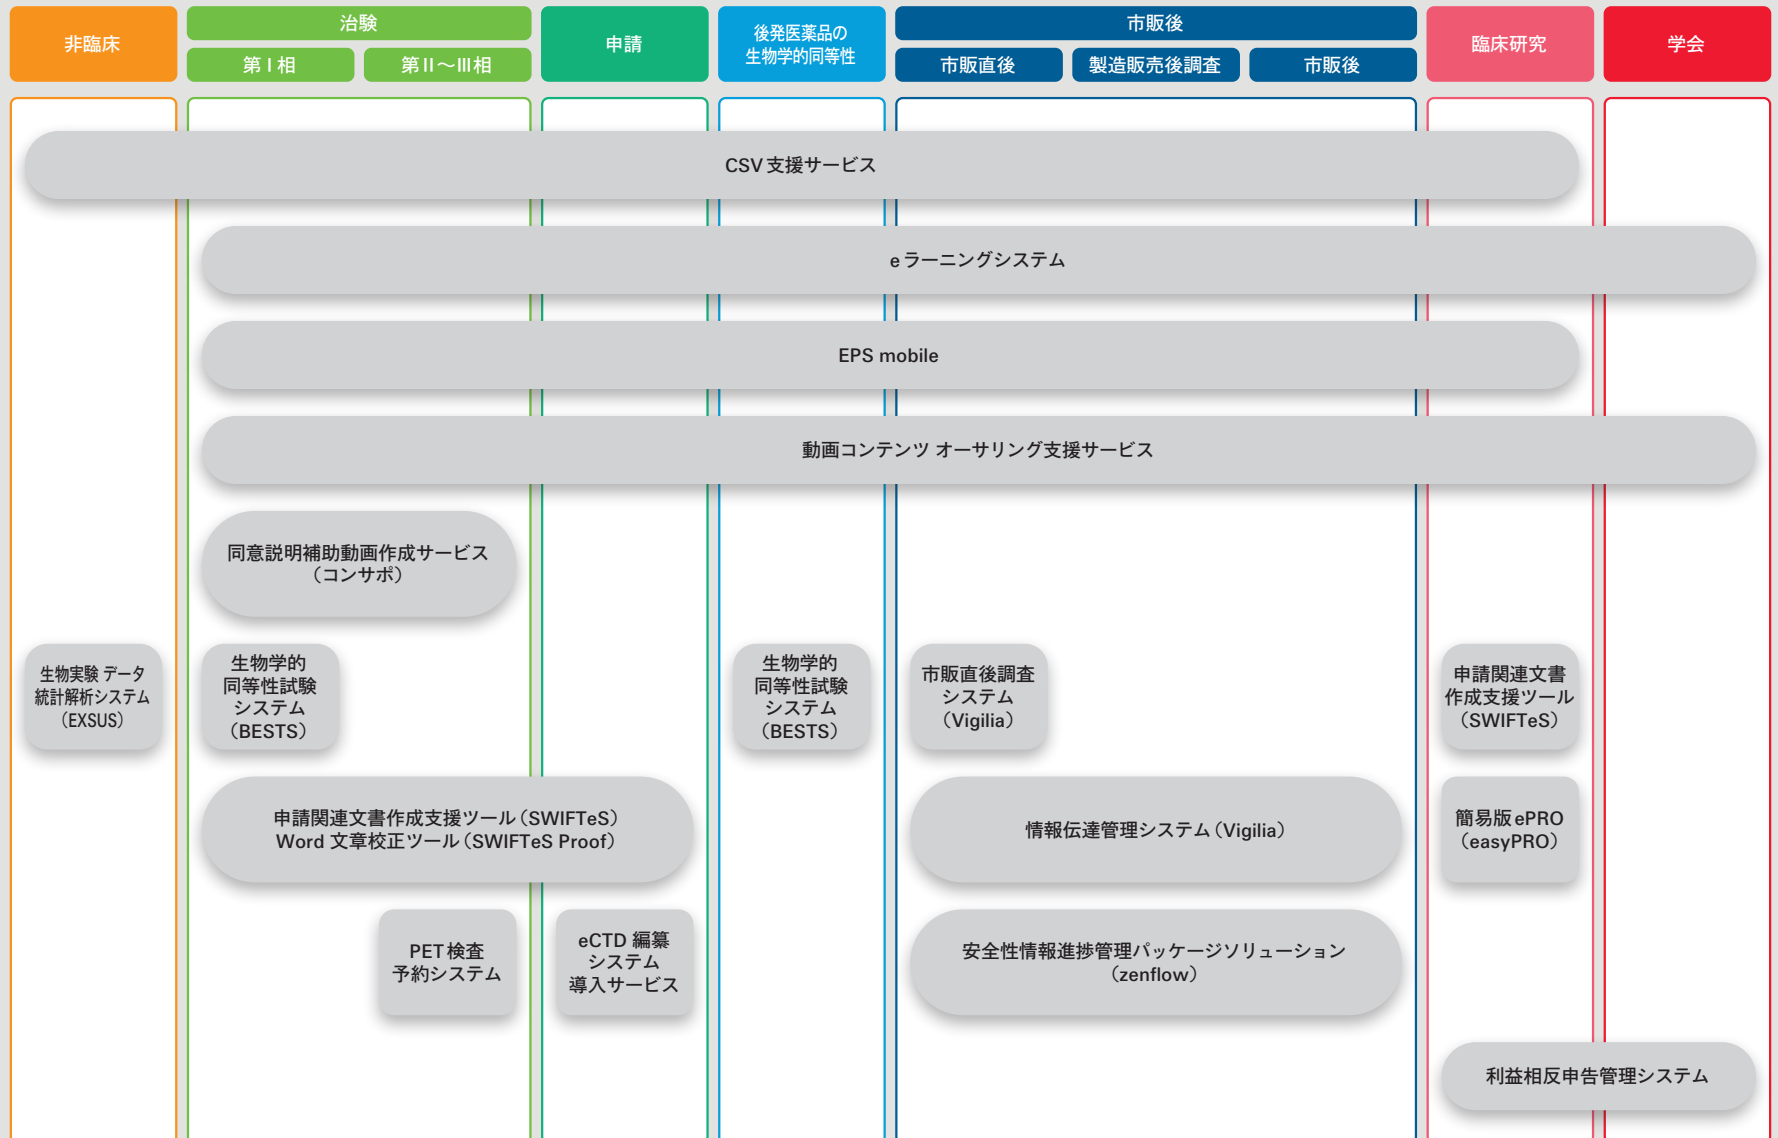 非臨床
治験
第Ⅰ相
第Ⅱ～Ⅲ相
申請
後発医薬品の
生物学的同等性
市販後
市販直後
製造販売後調査
市販後
臨床研究
学会
CSV支援サービス
eラーニングシステム
EPS mobile
動画コンテンツ オーサリング支援サービス
同意説明補助動画作成サービス
（コンサポ）
生物実験 データ
統計解析システム
（EXSUS）
生物学的
同等性試験
システム
（BESTS）
生物学的
同等性試験
システム
（BESTS）
市販直後調査
システム
（Vigilia）
申請関連文書
作成支援ツール
（SWIFTeS）
申請関連文書作成支援ツール（SWIFTeS）
Word 文章校正ツール（SWIFTeS Proof）
情報伝達管理システム（Vigilia）
簡易版 ePRO
（easyPRO）
PET検査
予約システム
eCTD 編纂
システム
導入サービス
安全性情報進捗管理パッケージソリューション
（zenflow）
利益相反申告管理システム